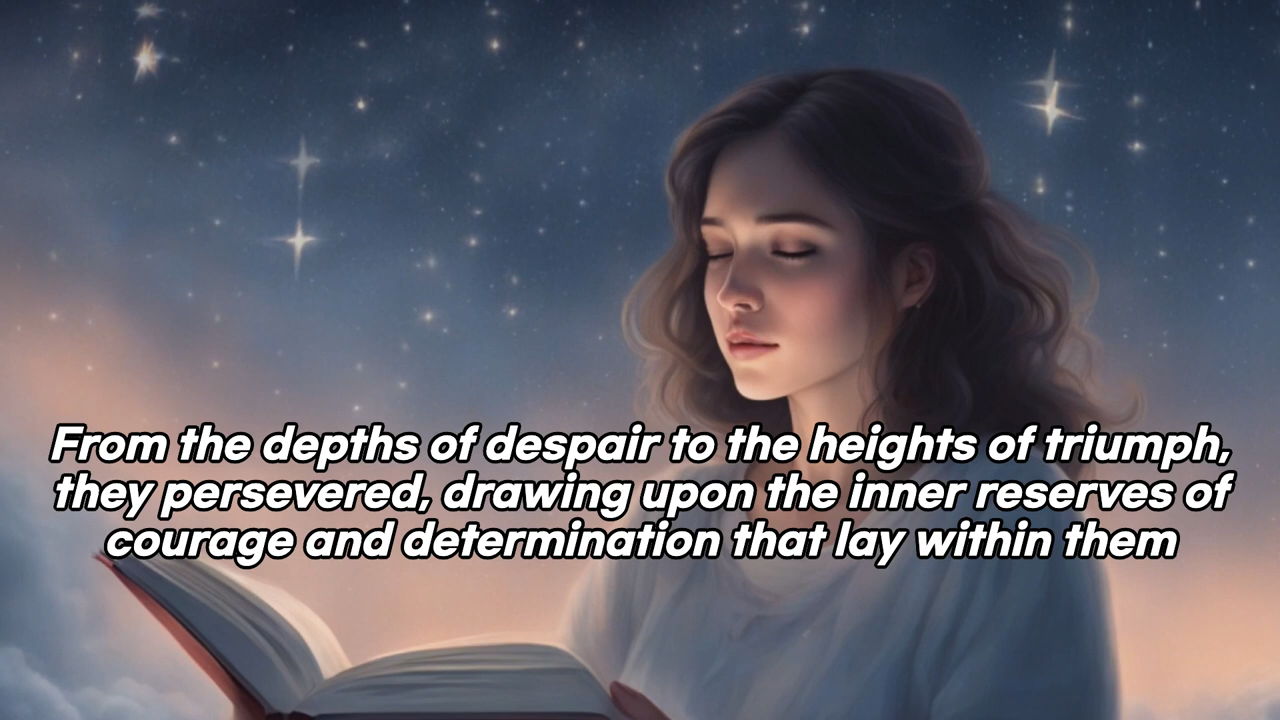 From the depths of despair to the heights of triumph,
they persevered, drawing upon the inner reserves of
courage and determination that lay within them